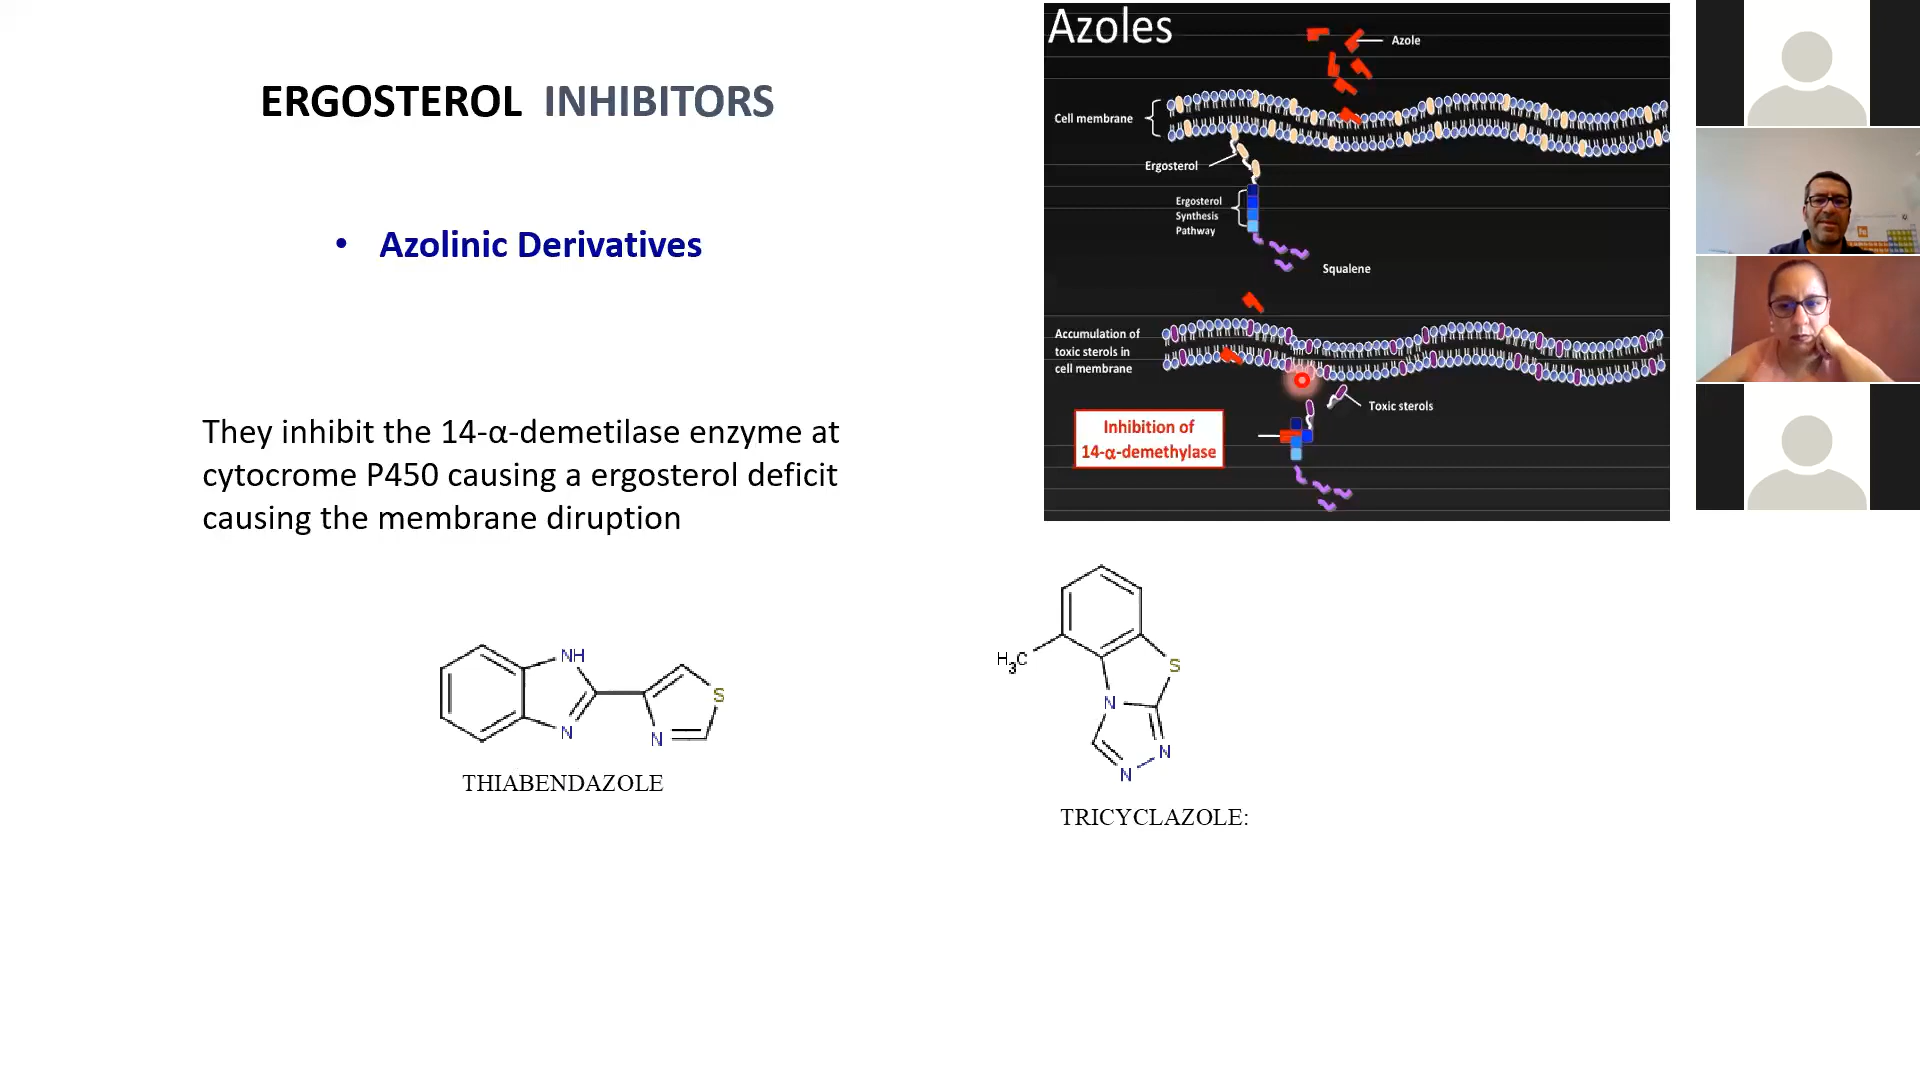 ERGOSTEROL INHIBITORS
• Azolinic Derivatives
They inhibit the 14-α-demetilase enzyme at
cytocrome P450 causing a ergosterol deficit
causing the membrane diruption
Azoles
Azole
Cell membrane
Ergosterol
Ergosterol
Synthesis
Pathway
Squalene
Accumulation of
toxic sterols in
cell membrane
Toxic sterols
Inhibition of
14-α-demethylase
NH
N
N
S
THIABENDAZOLE
H3C
S
N
N
N
TRICYCLAZOLE: